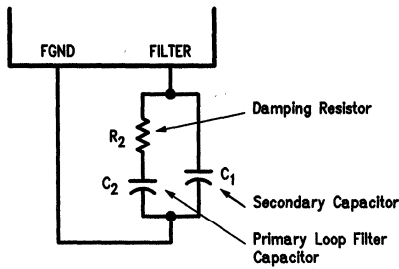 FGND FILTER
Damping Resistor
R2
C2
C1
Secondary Capacitor
Primary Loop Filter
Capacitor